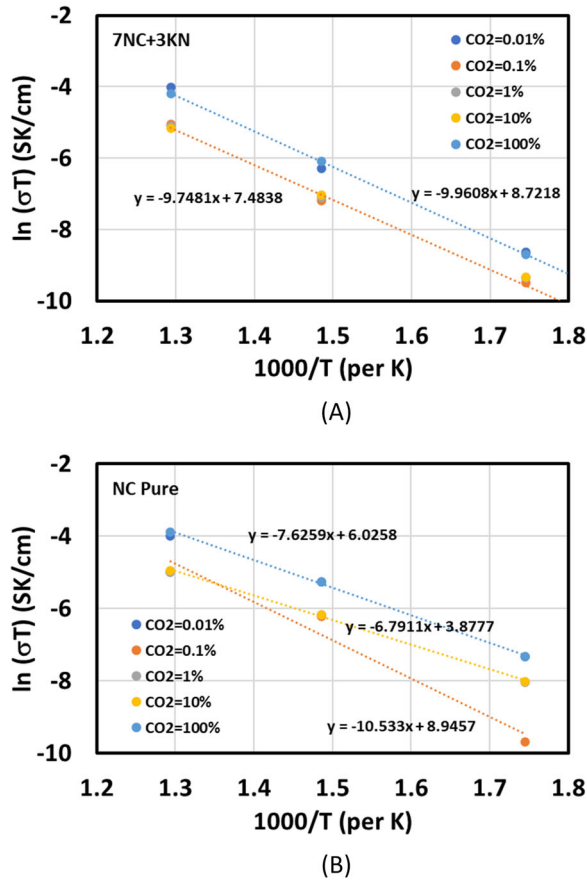 7NC+3KN
CO2=0.01%
CO2=0.1%
CO2=1%
CO2=10%
CO2=100%
ln (σT) (SK/cm)
-2
-4
-6
-8
-10
y = -9.7481x + 7.4838
y = -9.9608x + 8.7218
1.2 1.3 1.4 1.5 1.6 1.7 1.8
1000/T (per K)
(A)
NC Pure
ln (σT) (SK/cm)
-2
-4
-6
-8
-10
y = -7.6259x + 6.0258
y = -6.7911x + 3.8777
y = -10.533x + 8.9457
CO2=0.01%
CO2=0.1%
CO2=1%
CO2=10%
CO2=100%
1.2 1.3 1.4 1.5 1.6 1.7 1.8
1000/T (per K)
(B)